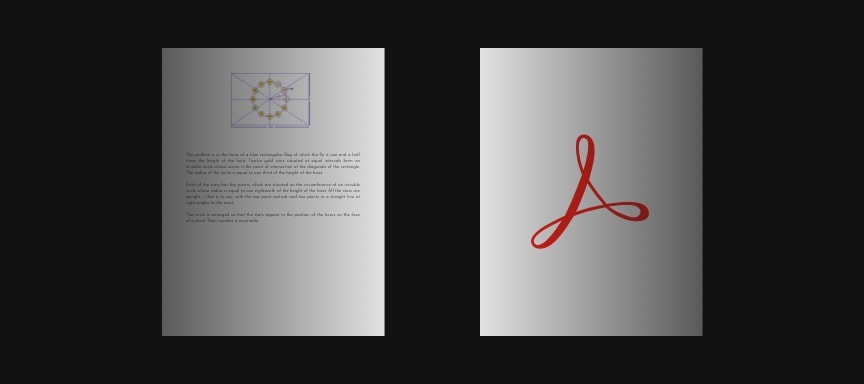 The emblem is in the form of a blue rectangular flag of which the fly is one and a half
times the length of the hoist. Twelve gold stars situated at equal intervals form an
invisible circle whose centre is the point of intersection of the diagonals of the rectangle.
The radius of the circle is equal to one third of the height of the hoist.
Each of the stars has five points, which are situated on the circumference of an invisible
circle whose radius is equal to one eighteenth of the height of the hoist. All the stars are
upright - that is to say, with the top point vertical and two points in a straight line at
right angles to the mast.
The circle is arranged so that the stars appear in the position of the hours on the face
of a clock. Their number is invariable.